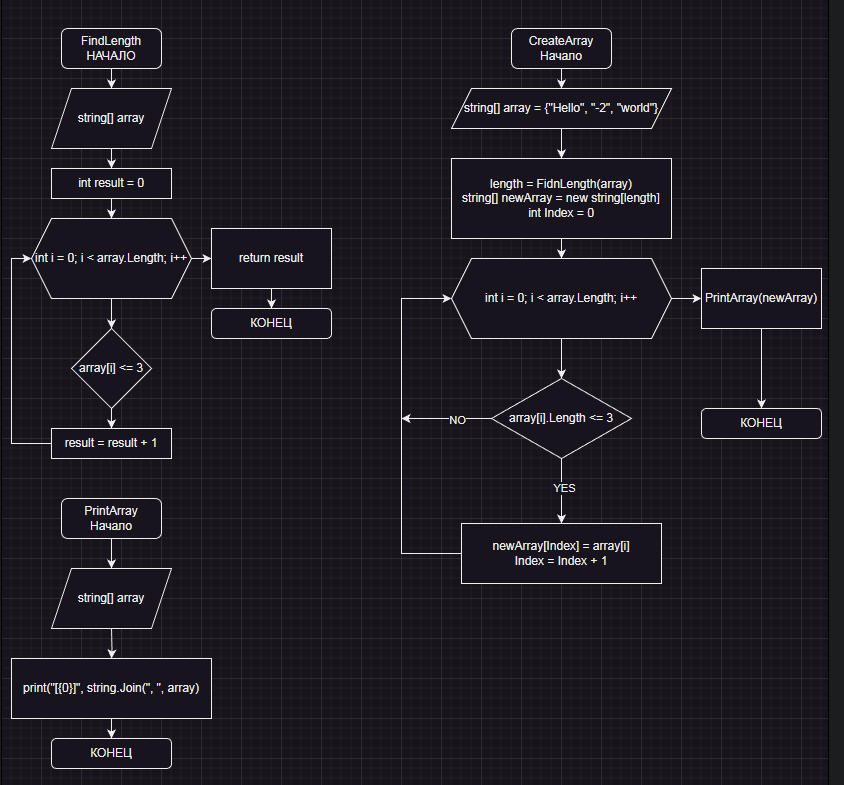 FindLength
НАЧАЛО
string[] array
int result = 0
int i = 0; i < array.Length; i++
return result
КОНЕЦ
array[i] <= 3
result = result + 1
PrintArray
Начало
string[] array
print("[{0}]", string.Join(", ", array)
КОНЕЦ
CreateArray
Начало
string[] array = {"Hello", "-2", "world"}
length = FidnLength(array)
string[] newArray = new string[length]
int Index = 0
int i = 0; i < array.Length; i++
PrintArray(newArray)
КОНЕЦ
array[i].Length <= 3
NO
YES
newArray[Index] = array[i]
Index = Index + 1